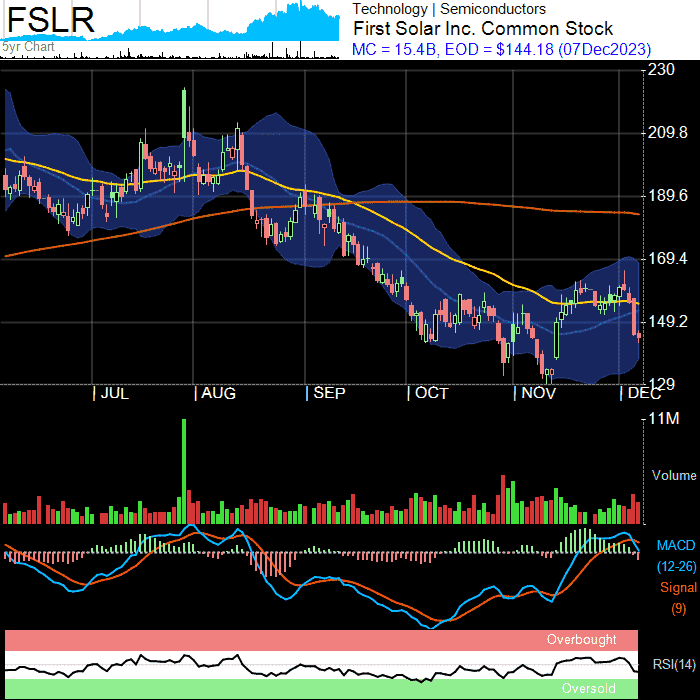 FSLR
5yr Chart
Technology | Semiconductors
First Solar Inc. Common Stock
MC = 15.4B, EOD = $144.18 (07Dec2023)
230
209.8
189.6
169.4
149.2
129
| JUL | AUG | SEP | OCT | NOV | DEC
11M
Volume
MACD
(12-26)
Signal
(9)
Overbought
RSI(14)
Oversold